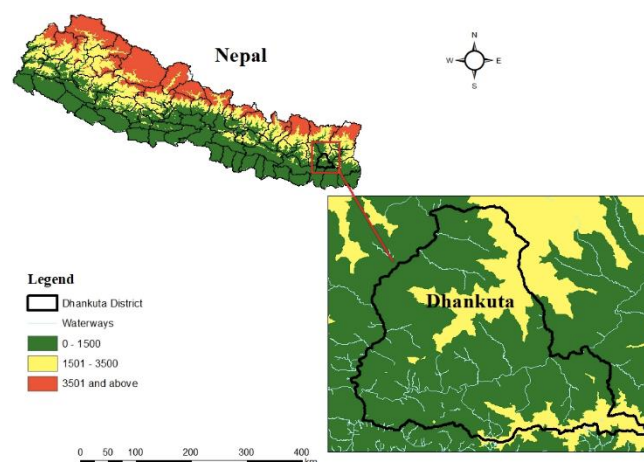 Nepal
N
W E
S
Legend
Dhankuta District
Waterways
0 - 1500
1501 - 3500
3501 and above
Dhankuta
0 50 100 200 300 400
km